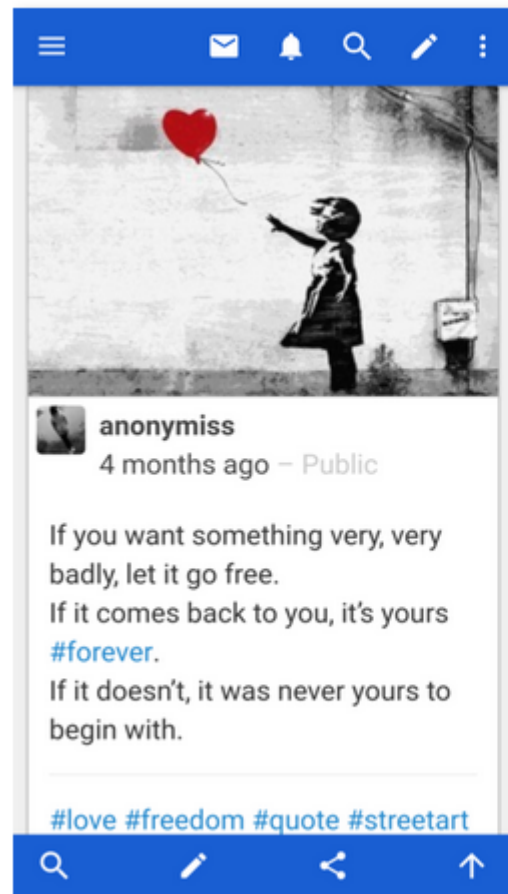 anonymiss
4 months ago – Public
If you want something very, very
badly, let it go free.
If it comes back to you, it's yours
#forever.
If it doesn't, it was never yours to
begin with.
#love #freedom #quote #streetart